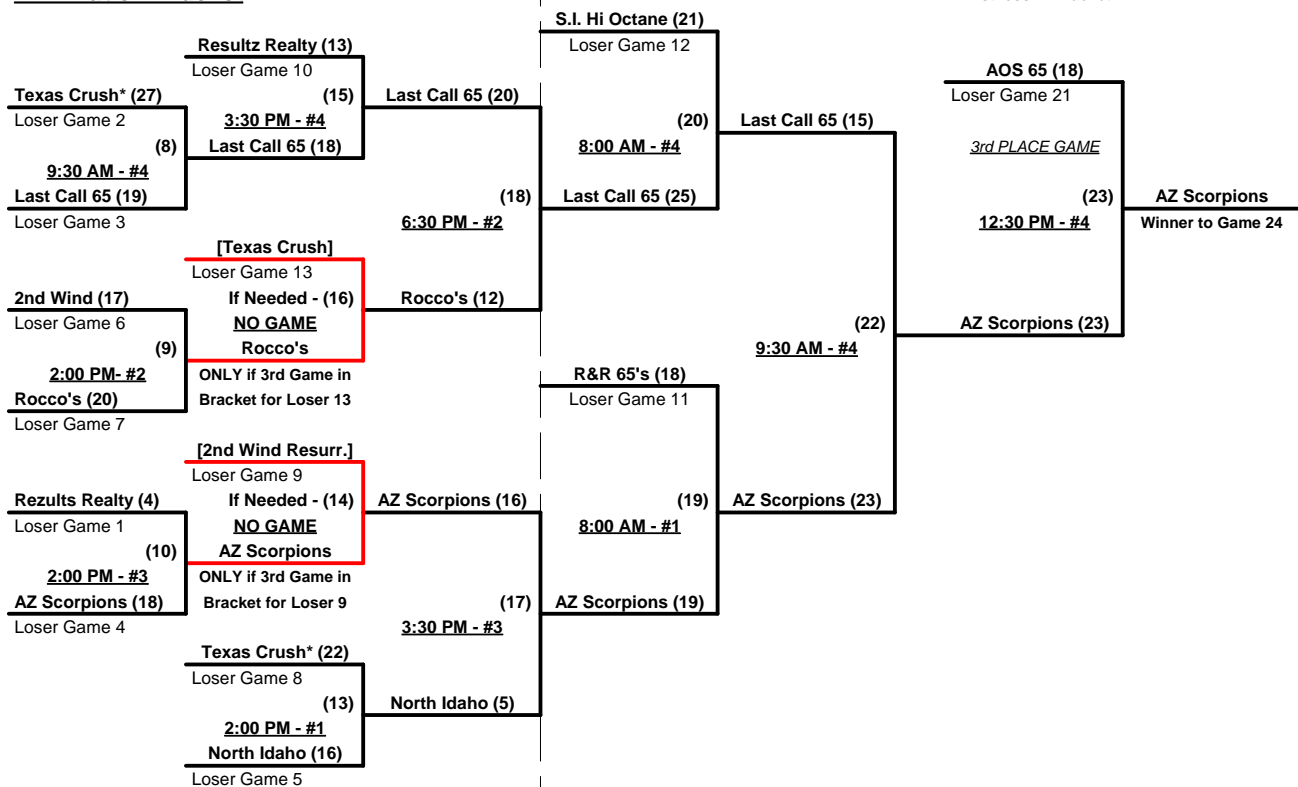 S.I. Hi Octane (21)
Loser Game 12
Resultz Realty (13)
Loser Game 10
AOS 65 (18)
Loser Game 21
Texas Crush* (27)
Loser Game 2
(15)
3:30 PM - #4
Last Call 65 (20)
(20)
8:00 AM - #4
Last Call 65 (15)
(8)
9:30 AM - #4
Last Call 65 (18)
3rd PLACE GAME
Last Call 65 (19)
Loser Game 3
(18)
6:30 PM - #2
Last Call 65 (25)
(23)
12:30 PM - #4
AZ Scorpions
Winner to Game 24
[Texas Crush]
Loser Game 13
2nd Wind (17)
Loser Game 6
If Needed - (16)
NO GAME
Rocco's (12)
(9)
2:00 PM- #2
Rocco's
(22)
9:30 AM - #4
AZ Scorpions (23)
ONLY if 3rd Game in
Bracket for Loser 13
R&R 65's (18)
Loser Game 11
Rocco's (20)
Loser Game 7
[2nd Wind Resurr.]
Loser Game 9
Rezults Realty (4)
Loser Game 1
If Needed - (14)
NO GAME
AZ Scorpions (16)
(19)
8:00 AM - #1
AZ Scorpions (23)
(10)
2:00 PM - #3
AZ Scorpions
ONLY if 3rd Game in
Bracket for Loser 9
AZ Scorpions (18)
Loser Game 4
(17)
3:30 PM - #3
AZ Scorpions (19)
Texas Crush* (22)
Loser Game 8
(13)
2:00 PM - #1
North Idaho (5)
North Idaho (16)
Loser Game 5